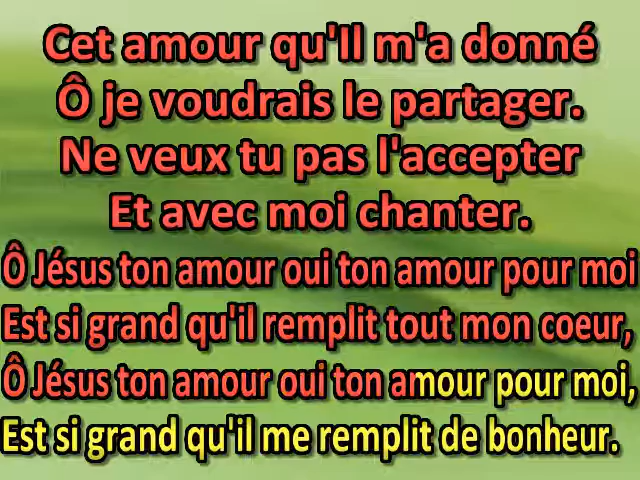 Cet amour qu'Il m'a donné
Ô je voudrais le partager.
Ne veux tu pas l'accepter
Et avec moi chanter.
Ô Jésus ton amour oui ton amour pour moi
Est si grand qu'il remplit tout mon coeur,
Ô Jésus ton amour oui ton amour pour moi,
Est si grand qu'il me remplit de bonheur.